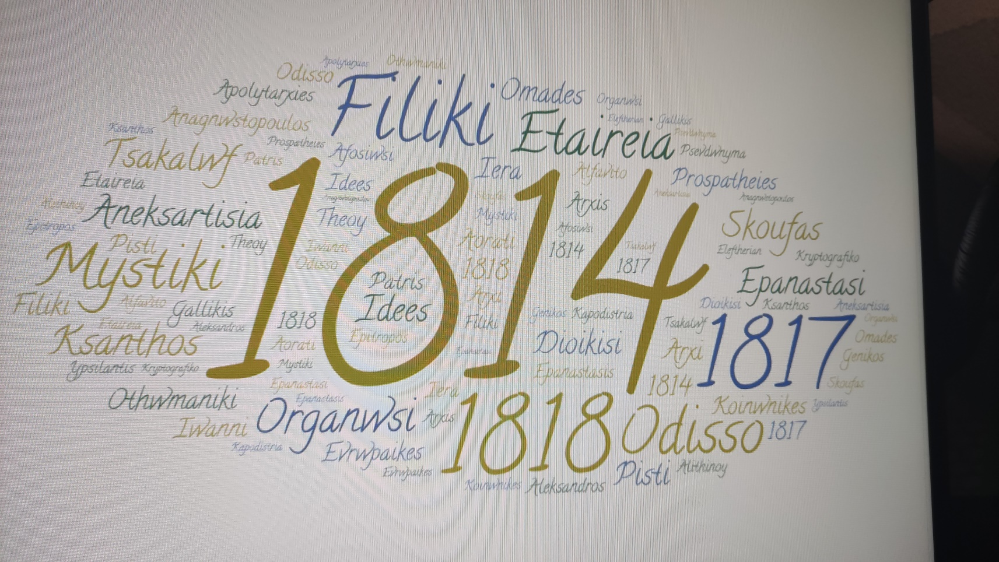 Apolytarxies
Othwmaniki
Odisso
Filiki
Omades
Apolytarxies
Organwsi
Anagnwstopoulos
Eleftherian
Gallikis
Ksanthos
Etaireia
Psevdwnyma
Prospatheies
Afosiwsi
Psevdwnyma
Tsakalwf
Patris
Iera
Alfavito
Prospatheies
1814
Etaireia
Idees
Skoufas
Arxis
Aneksartisia
Anagnwstopoulos
Anagnwstopoulos
Alithinoy
Aneksartisia
Theoy
Mystiki
Skoufas
Epitropos
Afosiwsi
Pisti
Theoy
Iwanni
Aorati
1814
Tsakalwf
Eleftherian
Kryptografiko
Mystiki
Odisso
1818
1817
Patris
Epanastasi
Filiki
Alfavito
Gallikis
Idees
Arxi
Dioikisi
Ksanthos
Aneksartisia
Etaireia
Aleksandros
1818
Filiki
Genikos
Kapodistria
Tsakalwf
1817
Organwsi
Ksanthos
Aorati
Epitropos
Epanastasi
Dioikisi
Arxi
Omades
Genikos
Ypsilantis
Kryptografiko
Mystiki
Epanastasis
Epanastasi
Iera
1814
Skoufas
Othwmaniki
Epanastasis
Organwsi
Arxis
1818
Odisso
Koinwnikes
Ypsilantis
Iwanni
1817
Kapodistria
Evrwpaikes
Evrwpaikes
Pisti
Alithinoy
Koinwnikes
Aleksandros